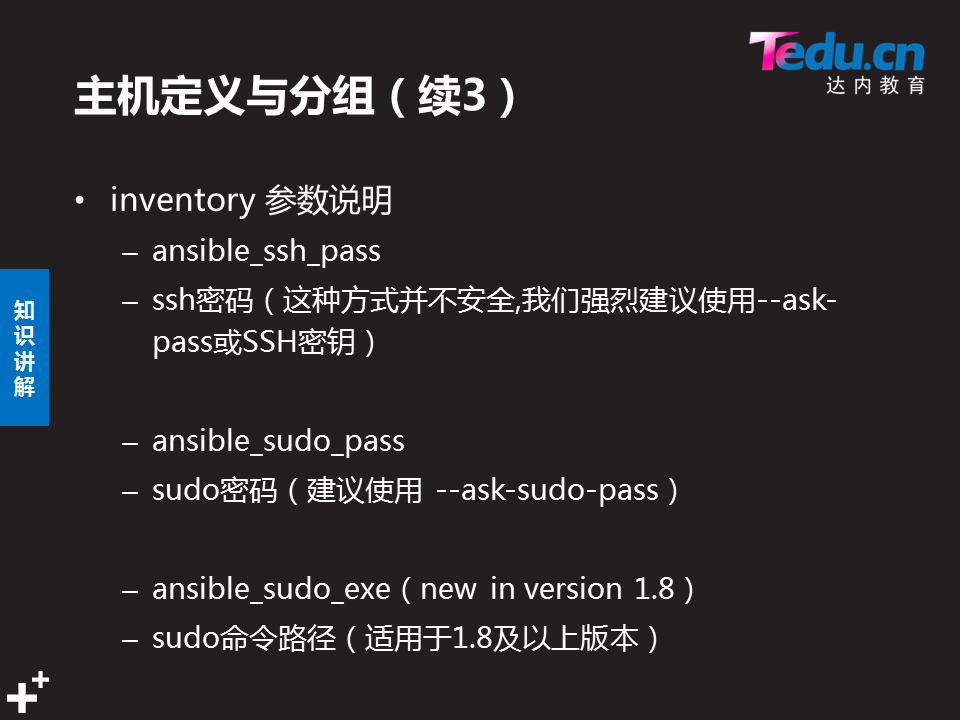 Tedu.cn
达内教育
主机定义与分组（续3）
• inventory 参数说明
– ansible_ssh_pass
– ssh密码（这种方式并不安全,我们强烈建议使用--ask-
pass或SSH密钥）
– ansible_sudo_pass
– sudo密码（建议使用 --ask-sudo-pass）
– ansible_sudo_exe（new in version 1.8）
– sudo命令路径（适用于1.8及以上版本）
知识讲解